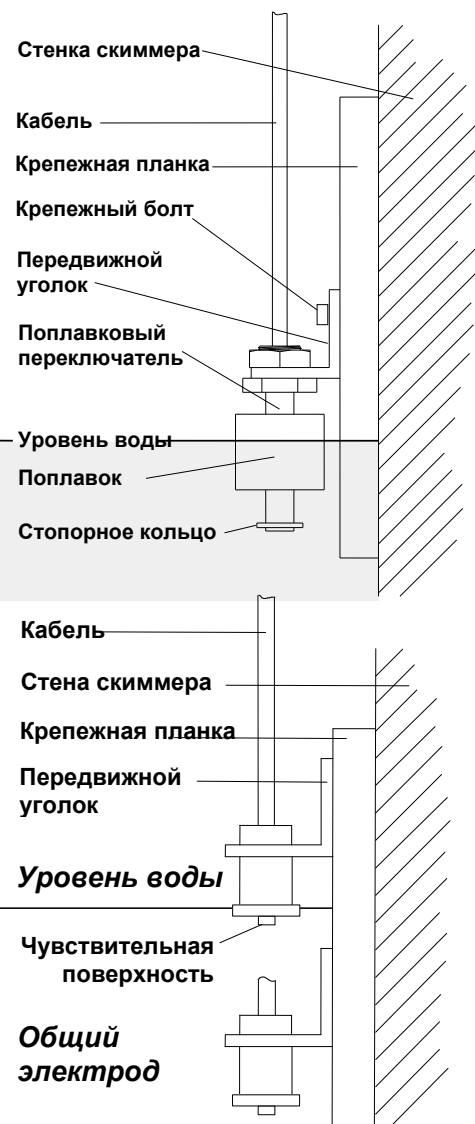 Стенка скиммера
Кабель
Крепежная планка
Крепежный болт
Передвижной
уголок
Поплавковый
переключатель
Уровень воды
Поплавок
Стопорное кольцо
Кабель
Стена скиммера
Крепежная планка
Передвижной
уголок
Уровень воды
Чувствительная
поверхность
Общий
электрод